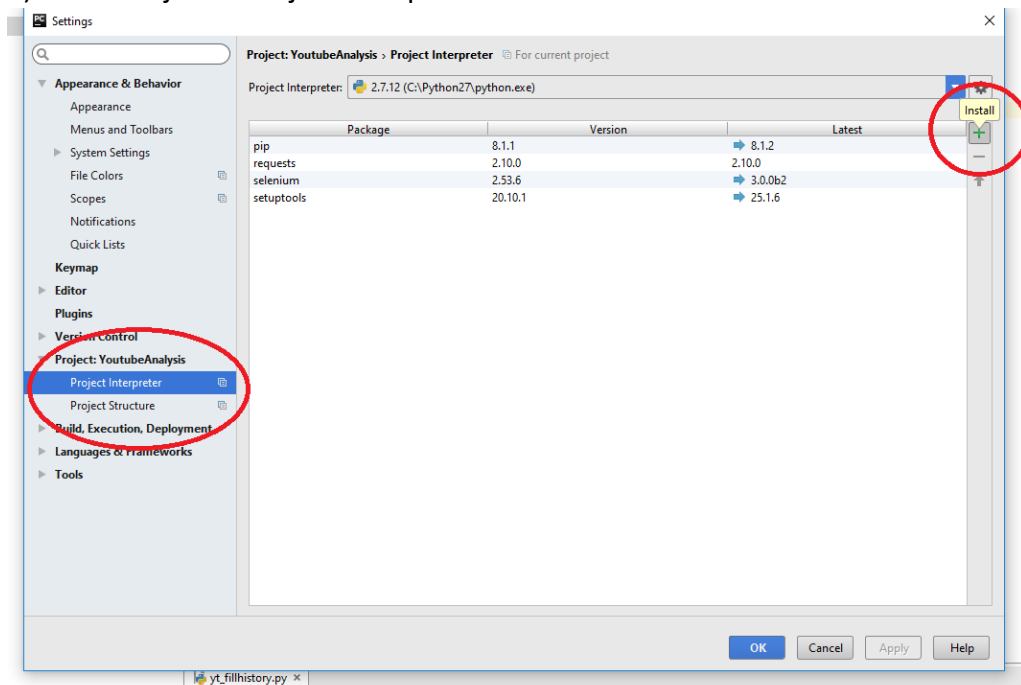 Settings
Project: YoutubeAnalysis › Project Interpreter For current project
Appearance & Behavior
Appearance
Menus and Toolbars
System Settings
File Colors
Scopes
Notifications
Quick Lists
Keymap
Editor
Plugins
Version Control
Project: YoutubeAnalysis
Project Interpreter
Project Structure
Build, Execution, Deployment
Languages & Frameworks
Tools
Project Interpreter: 2.7.12 (C:\Python27\python.exe)
Install
Package Version Latest
pip 8.1.1 8.1.2
requests 2.10.0 2.10.0
selenium 2.53.6 3.0.0b2
setuptools 20.10.1 25.1.6
OK Cancel Apply Help
yt_fillhistory.py ×